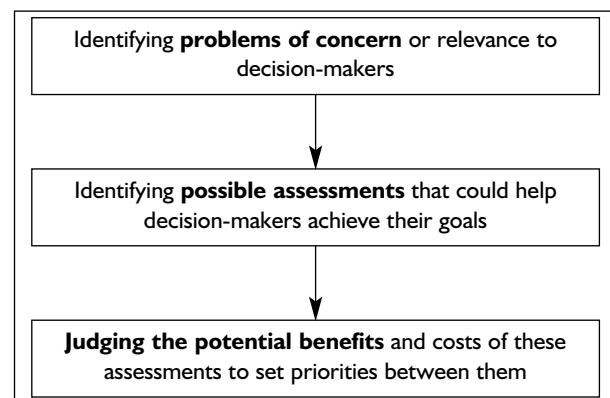 Identifying problems of concern or relevance to
decision-makers
Identifying possible assessments that could help
decision-makers achieve their goals
Judging the potential benefits and costs of these
assessments to set priorities between them